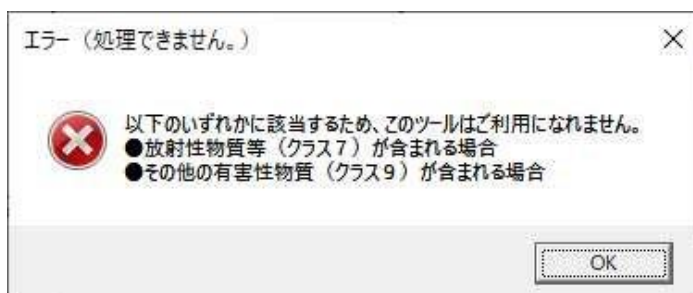 エラー（処理できません。）
以下のいずれかに該当するため、このツールはご利用になれません。
●放射性物質等（クラス７）が含まれる場合
●その他の有害性物質（クラス９）が含まれる場合
OK